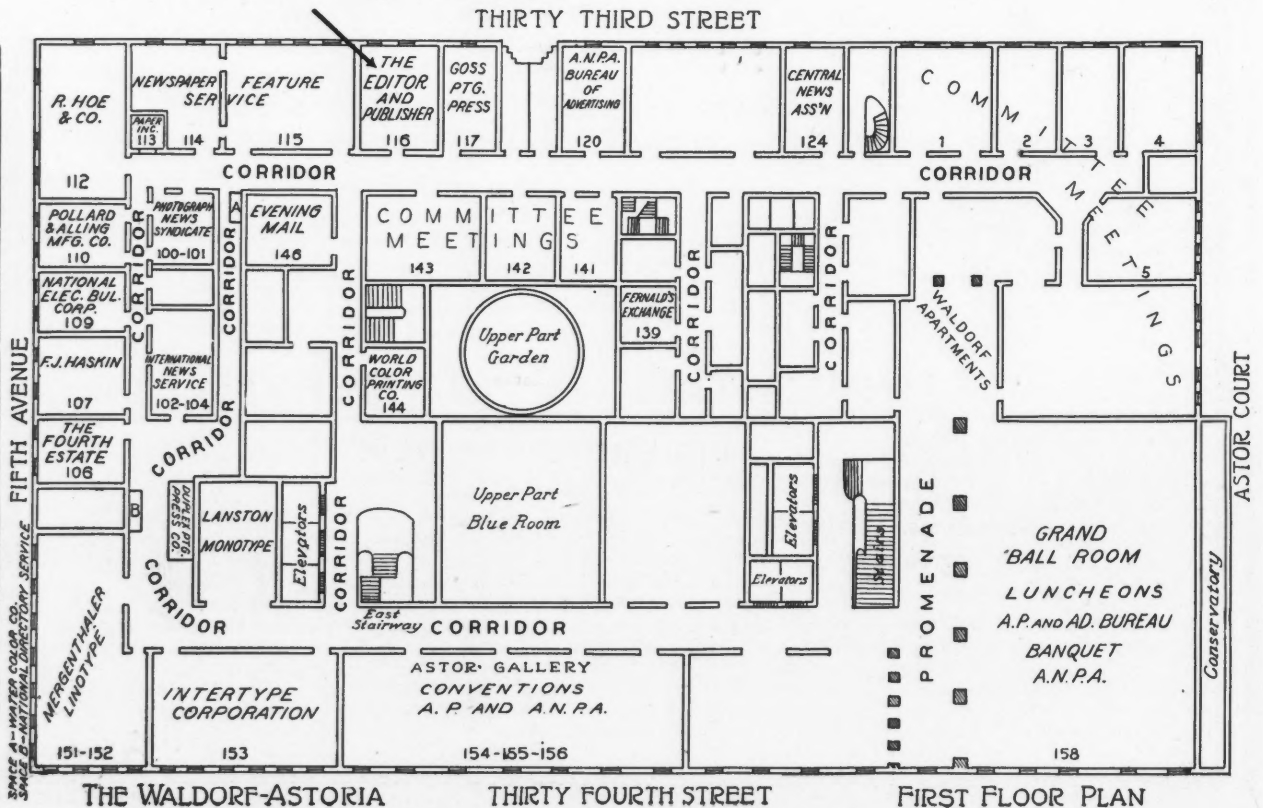 THIRTY THIRD STREET
R. HOE
& CO.
112
NEWSPAPER FEATURE
SERVICE
PAPER
INC.
113
114
115
THE
EDITOR
AND
PUBLISHER
116
GOSS
PTG.
PRESS
117
A.N.P.A.
BUREAU
OF
ADVERTISING
120
CENTRAL
NEWS
ASS'N
124
COMMITTEE MEETINGS
1
2
3
4
5
CORRIDOR
CORRIDOR
POLLARD
& ALLING
MFG. CO.
110
CORRIDOR
PHOTOGRAPH
NEWS
SYNDICATE
100-101
A
CORRIDOR
EVENING
MAIL
146
CORRIDOR
COMMITTEE
MEETINGS
143
142
141
NATIONAL
ELEC. BUL.
CORP.
109
Upper Part
Garden
FERNALD'S
EXCHANGE
139
CORRIDOR
CORRIDOR
WALDORF
APARTMENTS
F.J. HASKIN
107
INTERNATIONAL
NEWS
SERVICE
102-104
WORLD
COLOR
PRINTING
CO.
144
FIFTH AVENUE
ASTOR COURT
THE
FOURTH
ESTATE
106
CORRIDOR
B
DUPLEX PTG.
PRESS CO.
LANSTON
MONOTYPE
Elevators
CORRIDOR
Upper Part
Blue Room
Elevators
Elevators
Stairs
PROMENADE
GRAND
BALL ROOM
LUNCHEONS
A.P. AND AD. BUREAU
BANQUET
A.N.P.A.
158
Conservatory
CORRIDOR
East
Stairway
CORRIDOR
MERGENTHALER
LINOTYPE
151-152
INTERTYPE
CORPORATION
153
ASTOR GALLERY
CONVENTIONS
A.P. AND A.N.P.A.
154-155-156
SPACE A-WATER COLOR CO.
SPACE B-NATIONAL DIRECTORY SERVICE
THE WALDORF-ASTORIA
THIRTY FOURTH STREET
FIRST FLOOR PLAN